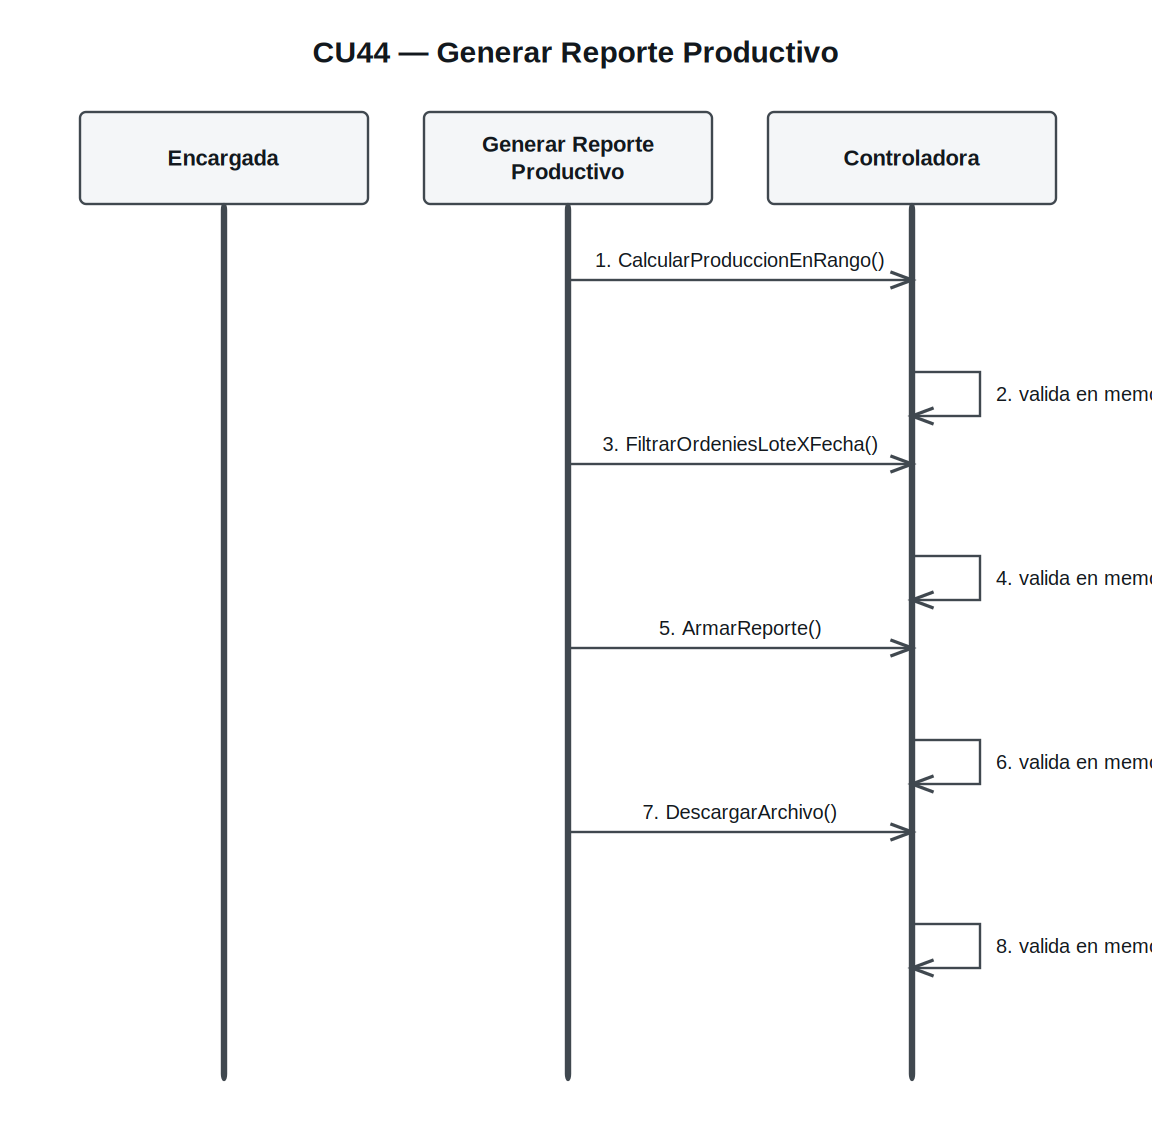 CU44 — Generar Reporte Productivo
Encargada
Generar Reporte
Productivo
Controladora
1. CalcularProduccionEnRango()
2. valida en
3. FiltrarOrdeniesLoteXFecha()
4. valida en
5. ArmarReporte()
6. valida en
7. DescargarArchivo()
8. valida en